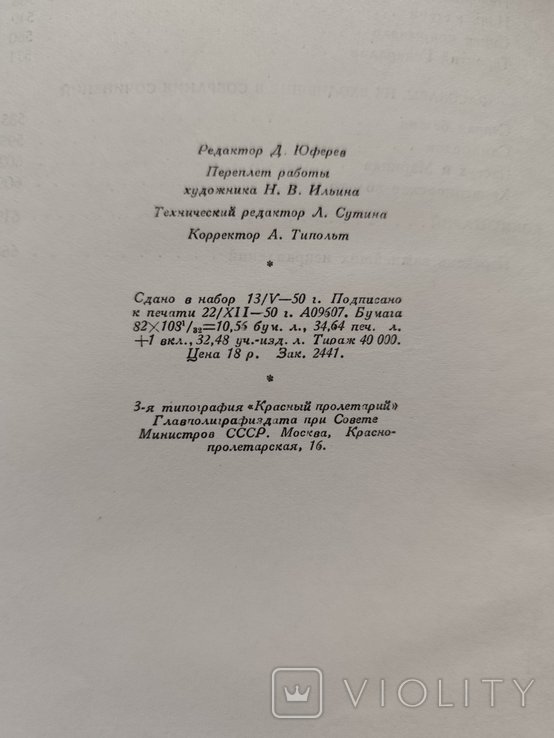 Редактор Д. Юферев
Переплет работы
художника Н. В. Ильина
Технический редактор Л. Сутина
Корректор А. Типольт
*
Сдано в набор 13/V—50 г. Подписано
к печати 22/XII—50 г. А09607. Бумага
82×108¹/₃₂=10,56 бум. л., 34,64 печ. л.
+1 вкл., 32,48 уч.-изд. л. Тираж 40 000.
Цена 18 р. Зак. 2441.
*
3-я типография «Красный пролетарий»
Главполиграфиздата при Совете
Министров СССР. Москва, Красно-
пролетарская, 16.
VIOLITY